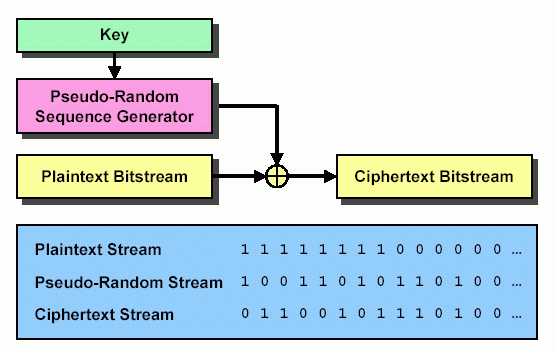 Key
Pseudo-Random
Sequence Generator
Plaintext Bitstream
Ciphertext Bitstream
Plaintext Stream 1 1 1 1 1 1 1 1 0 0 0 0 0 0 ...
Pseudo-Random Stream 1 0 0 1 1 0 1 0 1 1 0 1 0 0 ...
Ciphertext Stream 0 1 1 0 0 1 0 1 1 1 0 1 0 0 ...